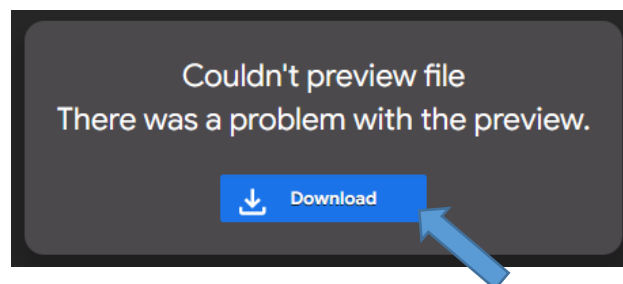 Couldn't preview file
There was a problem with the preview.
Download